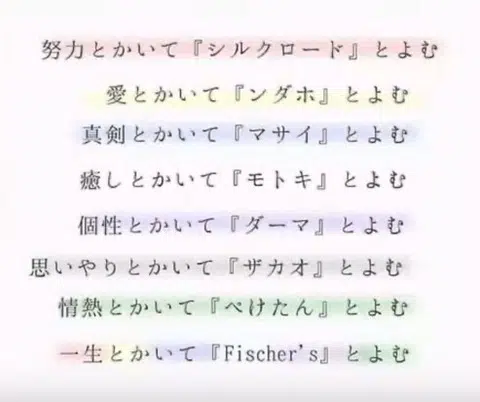 努力とかいて『シルクロード』とよむ
愛とかいて『ンダホ』とよむ
真剣とかいて『マサイ』とよむ
癒しとかいて『モトキ』とよむ
個性とかいて『ダーマ』とよむ
思いやりとかいて『ザカオ』とよむ
情熱とかいて『ぺけたん』とよむ
一生とかいて『Fischer's』とよむ